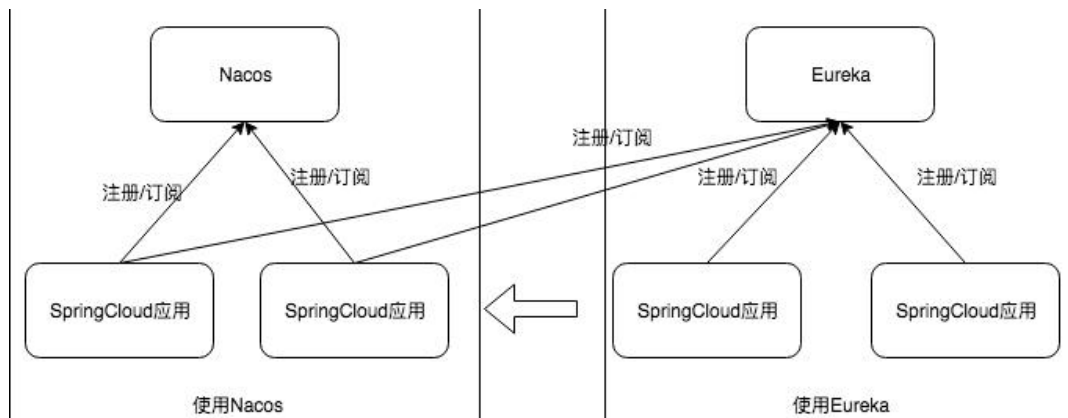 Nacos
Eureka
注册/订阅
注册/订阅
注册/订阅
注册/订阅
注册/订阅
SpringCloud应用
SpringCloud应用
SpringCloud应用
SpringCloud应用
使用Nacos
使用Eureka